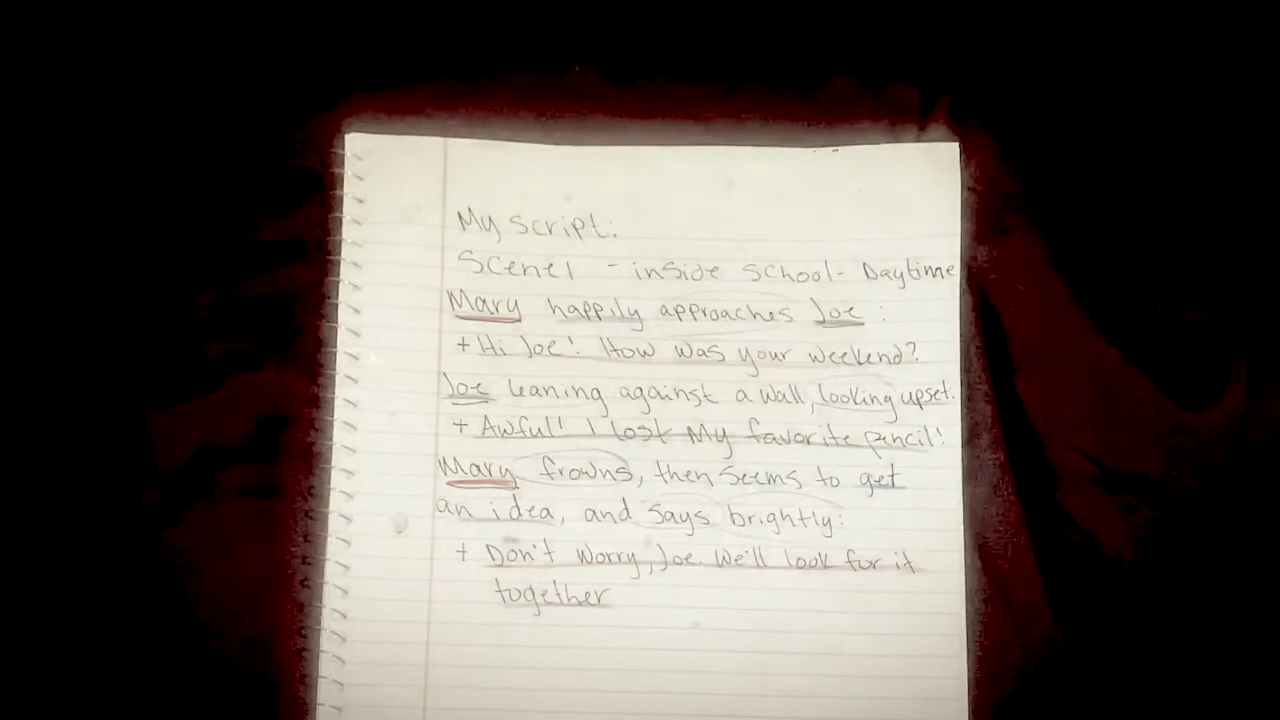 My script:
Scene 1 - inside school - Daytime
Mary happily approaches Joe :
+ Hi Joe! How was your weekend?
Joe leaning against a wall, looking upset.
+ Awful! I lost My favorite pencil!
Mary frowns, then seems to get
an idea, and says brightly:
+ Don't worry, Joe. We'll look for it
together